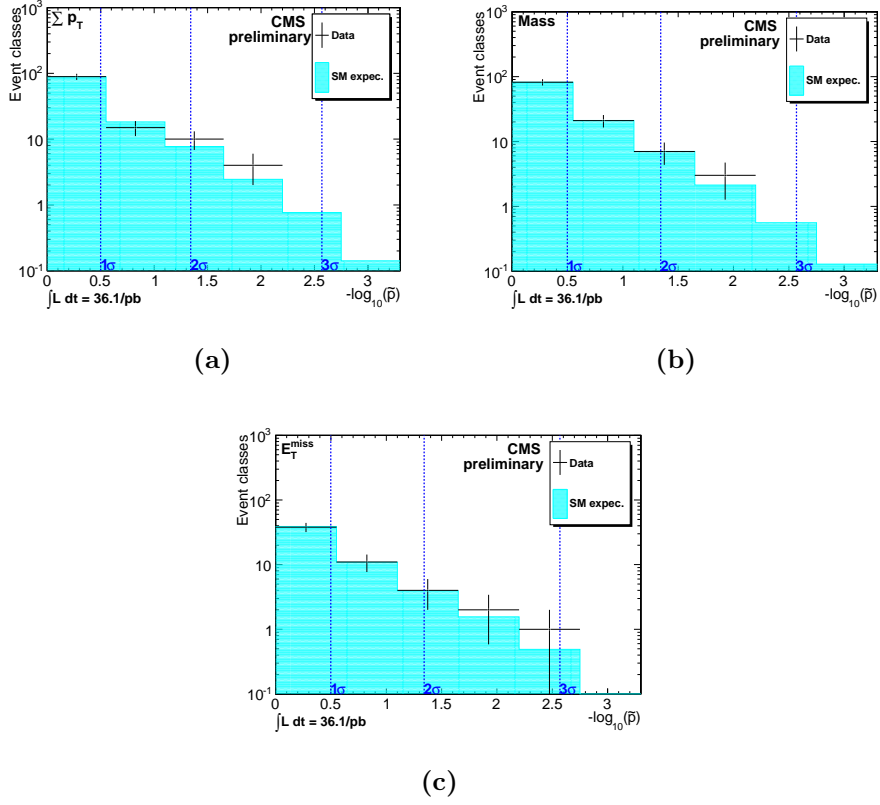 ∑ p_T
CMS
preliminary
Data
SM expec.
Event classes
10^3
10^2
10
1
10^-1
1σ
2σ
3σ
0 0.5 1 1.5 2 2.5 3
-log_10(p̃)
∫L dt = 36.1/pb
(a)
Mass
CMS
preliminary
Data
SM expec.
Event classes
10^3
10^2
10
1
10^-1
1σ
2σ
3σ
0 0.5 1 1.5 2 2.5 3
-log_10(p̃)
∫L dt = 36.1/pb
(b)
E_T^miss
CMS
preliminary
Data
SM expec.
Event classes
10^3
10^2
10
1
10^-1
1σ
2σ
3σ
0 0.5 1 1.5 2 2.5 3
-log_10(p̃)
∫L dt = 36.1/pb
(c)